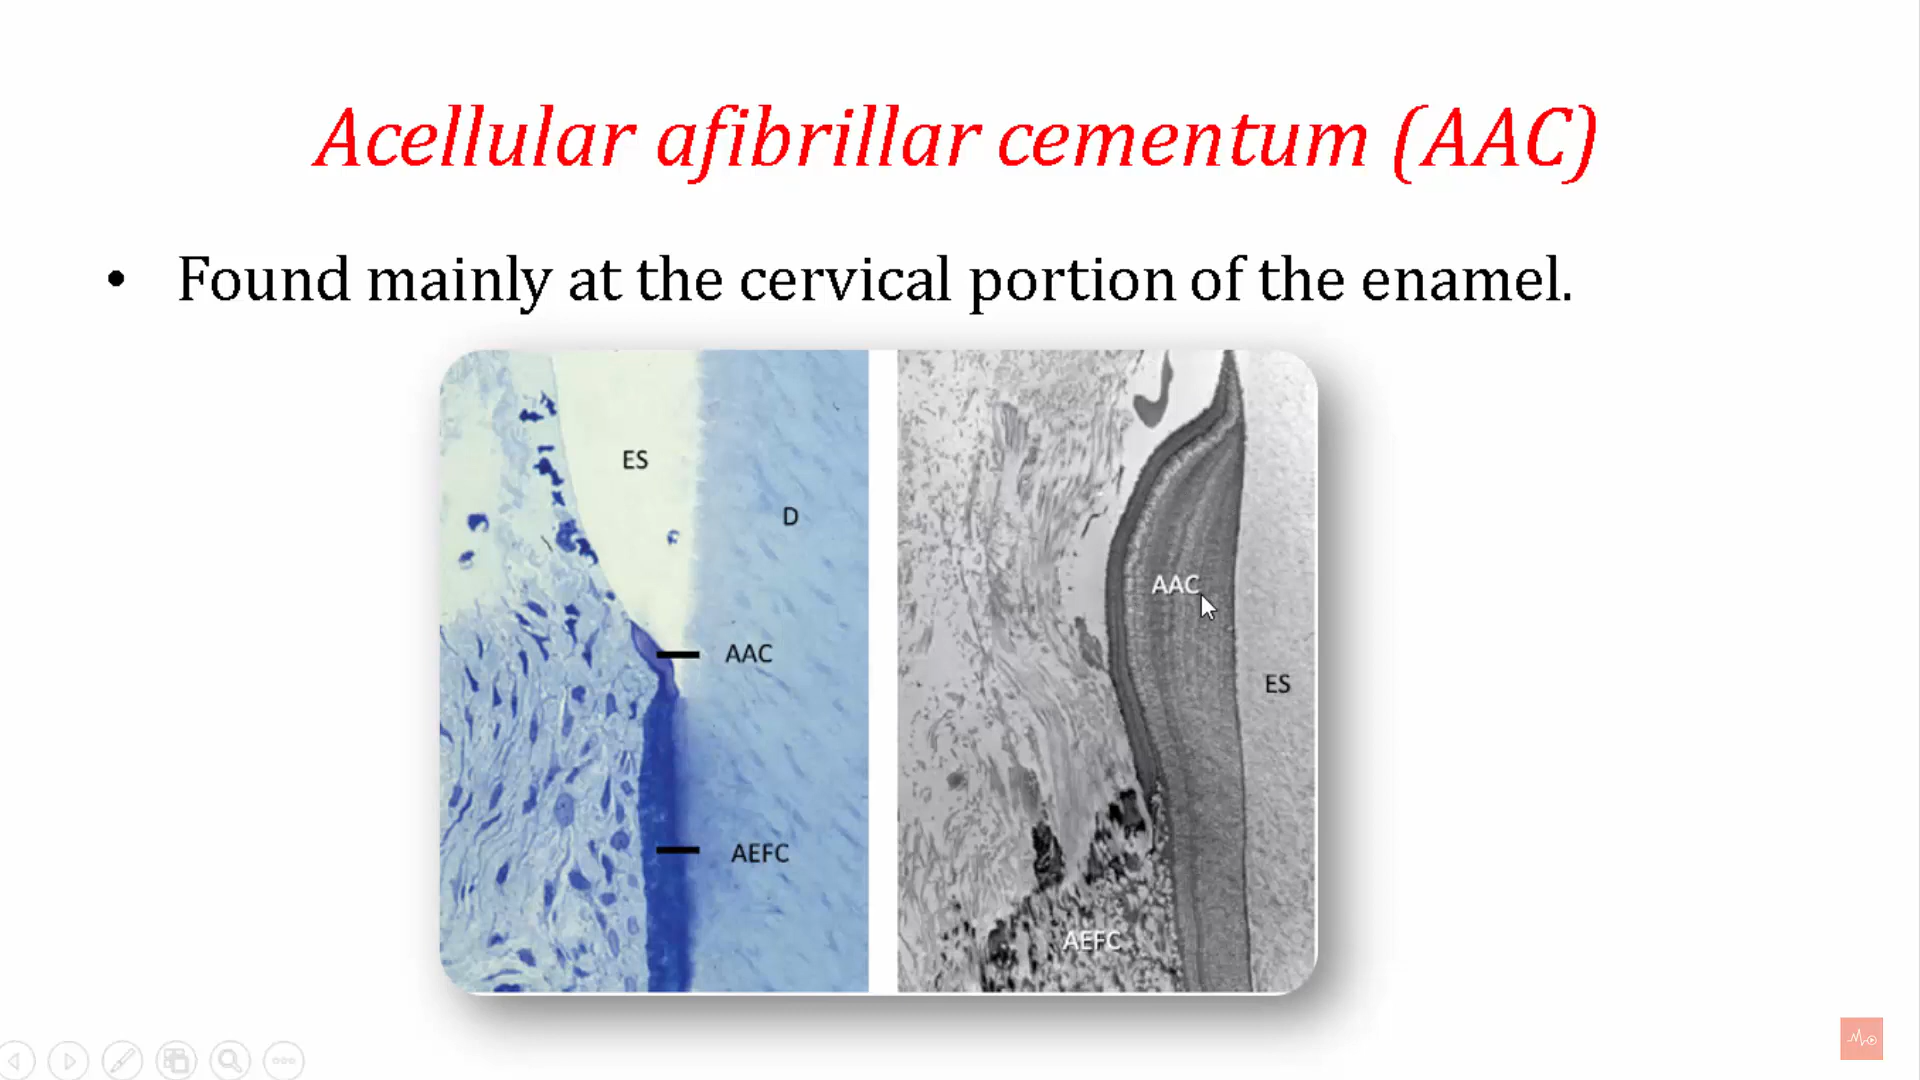 Acellular afibrillar cementum (AAC)
• Found mainly at the cervical portion of the enamel.
ES
D
AAC
AEFC
AAC
ES
AEFC